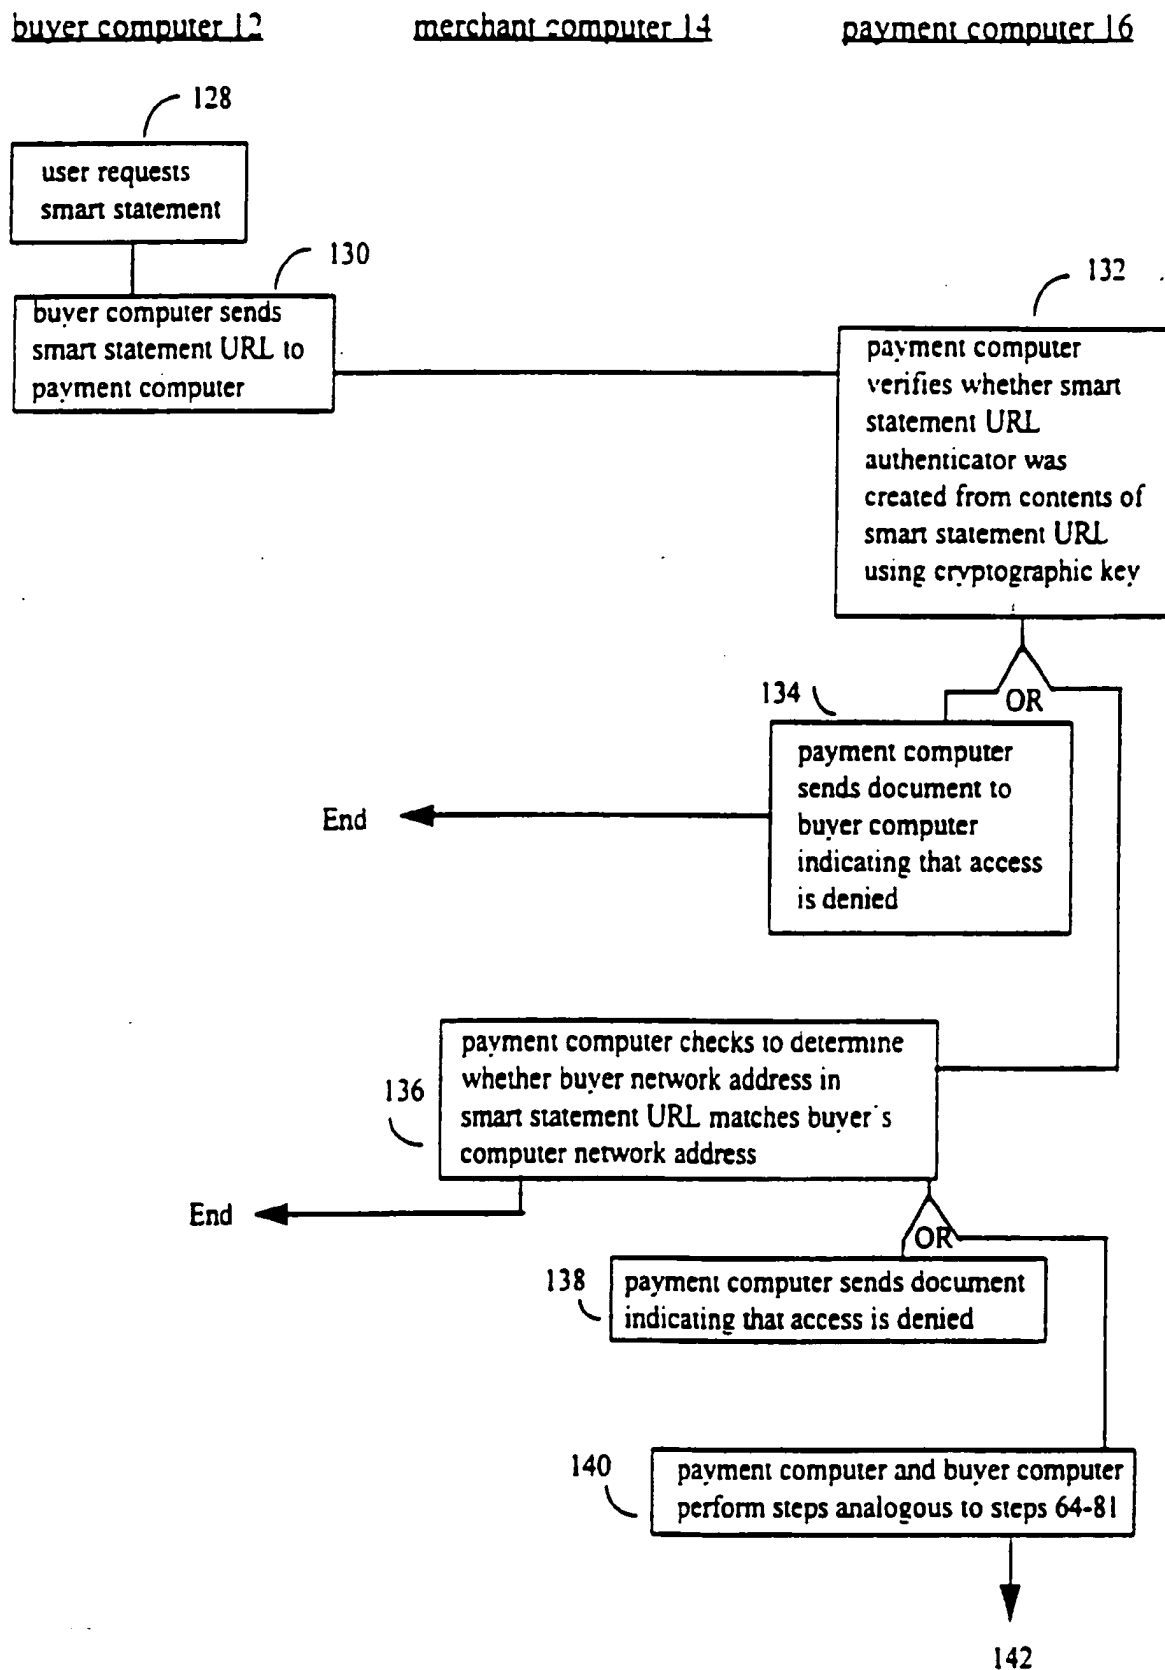 buyer computer 12 merchant computer 14 payment computer 16
128
user requests
smart statement
130
buyer computer sends
smart statement URL to
payment computer
132
payment computer
verifies whether smart
statement URL
authenticator was
created from contents of
smart statement URL
using cryptographic key
OR
134
payment computer
sends document to
buyer computer
indicating that access
is denied
End
136
payment computer checks to determine
whether buyer network address in
smart statement URL matches buyer's
computer network address
End
OR
138
payment computer sends document
indicating that access is denied
140
payment computer and buyer computer
perform steps analogous to steps 64-81
142